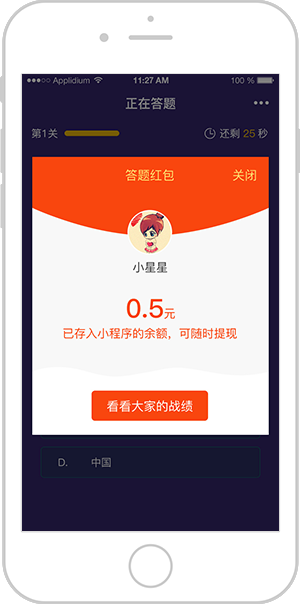 ●●●○○ Applidium 11:27 AM 100 %
正在答题 •••
第1关 还剩 25 秒
答题红包 关闭
小星星
0.5元
已存入小程序的余额，可随时提现
看看大家的战绩
D. 中国